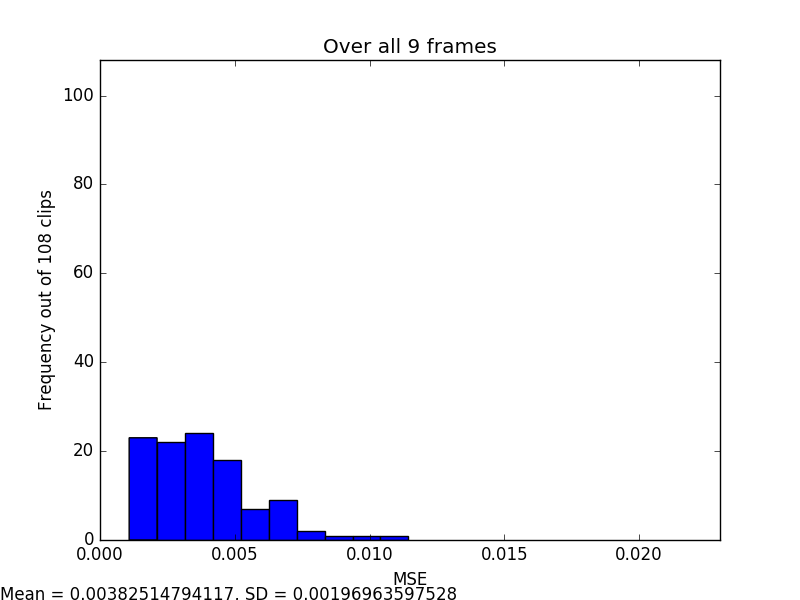 Over all 9 frames
Frequency out of 108 clips
100
80
60
40
20
0
0.000 0.005 0.010 0.015 0.020
MSE
Mean = 0.00382514794117. SD = 0.00196963597528